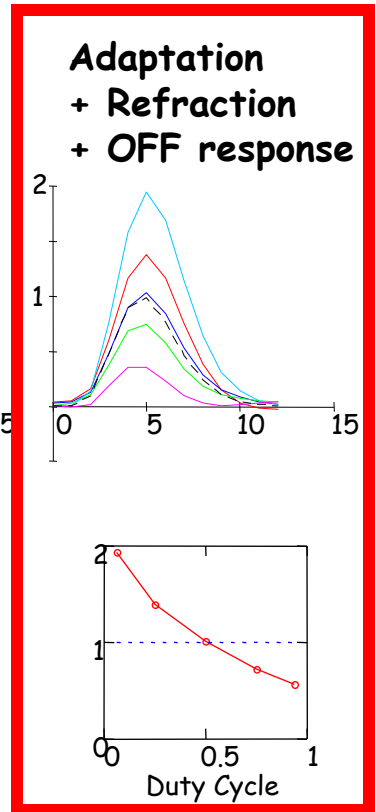 Adaptation
+ Refraction
+ OFF response
2
1
5 0 5 10 15
2
1
0
0 0.5 1
Duty Cycle